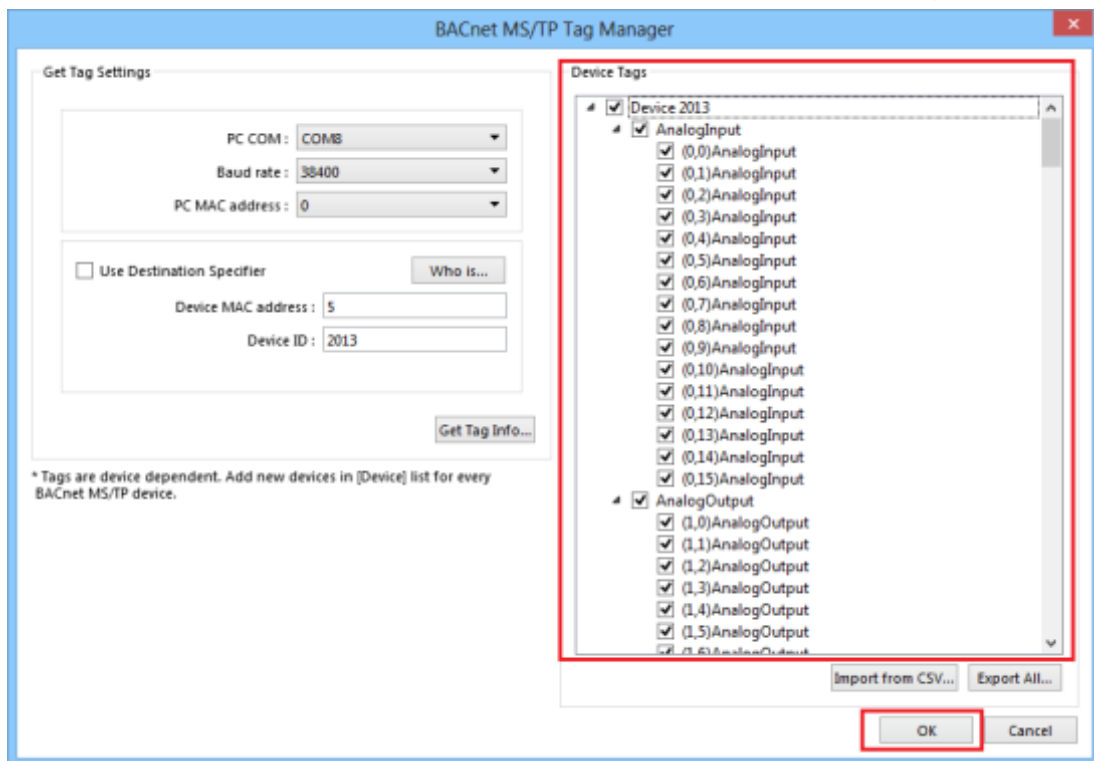 BACnet MS/TP Tag Manager
Get Tag Settings
PC COM : COM8
Baud rate : 38400
PC MAC address : 0
Use Destination Specifier
Who is...
Device MAC address : 5
Device ID : 2013
Get Tag Info...
* Tags are device dependent. Add new devices in [Device] list for every
BACnet MS/TP device.
Device Tags
Device 2013
AnalogInput
(0,0)AnalogInput
(0,1)AnalogInput
(0,2)AnalogInput
(0,3)AnalogInput
(0,4)AnalogInput
(0,5)AnalogInput
(0,6)AnalogInput
(0,7)AnalogInput
(0,8)AnalogInput
(0,9)AnalogInput
(0,10)AnalogInput
(0,11)AnalogInput
(0,12)AnalogInput
(0,13)AnalogInput
(0,14)AnalogInput
(0,15)AnalogInput
AnalogOutput
(1,0)AnalogOutput
(1,1)AnalogOutput
(1,2)AnalogOutput
(1,3)AnalogOutput
(1,4)AnalogOutput
(1,5)AnalogOutput
(1,6)AnalogOutput
Import from CSV...
Export All...
OK
Cancel